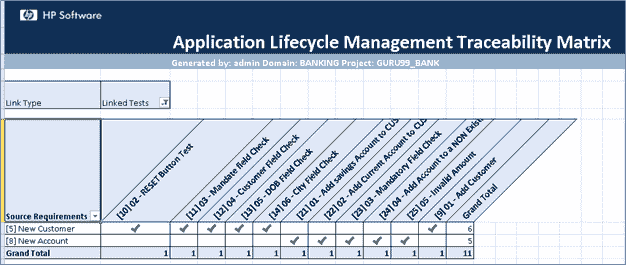 hp HP Software
Application Lifecycle Management Traceability Matrix
Generated by: admin Domain: BANKING Project: GURU99_BANK
Link Type Linked Tests
Source Requirements [10] 02 - RESET Button Test [11] 03 - Mandate field Check [12] 04 - Customer Field Check [13] 05 - DOB Field Check [14] 06 - City Field Check [21] 01 - Add savings Account to CUS [22] 02 - Add Current Account to CUS [23] 03 - Mandatory Field Check [24] 04 - Add Account to a NON Existe [25] 05 - Invalid Amount [9] 01 - Add Customer Grand Total
[5] New Customer ✓ ✓ ✓ ✓ ✓ ✓ 6
[8] New Account ✓ ✓ ✓ ✓ ✓ 5
Grand Total 1 1 1 1 1 1 1 1 1 1 1 11